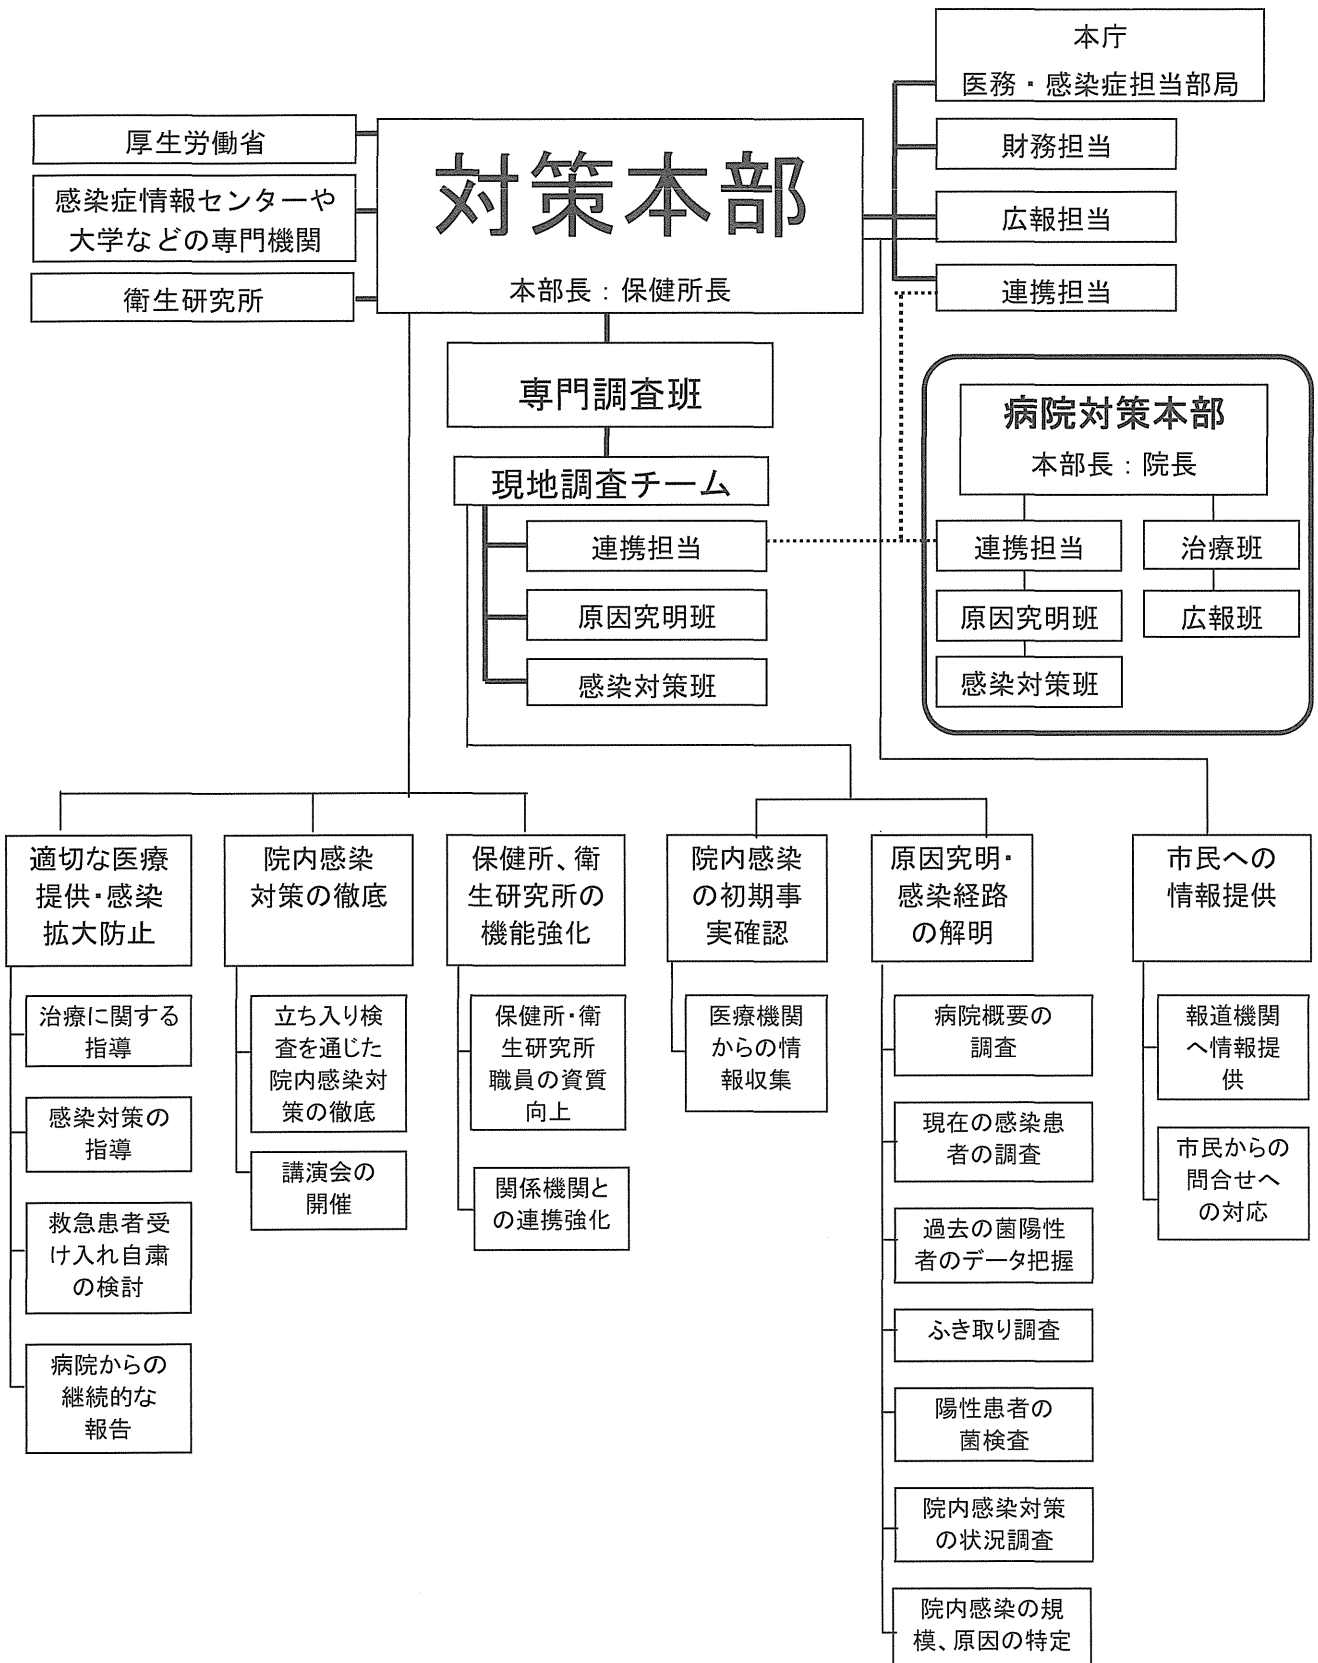 本庁
医務・感染症担当部局
厚生労働省
感染症情報センターや
大学などの専門機関
衛生研究所
対策本部
本部長：保健所長
財務担当
広報担当
連携担当
専門調査班
現地調査チーム
連携担当
原因究明班
感染対策班
病院対策本部
本部長：院長
連携担当
原因究明班
感染対策班
治療班
広報班
適切な医療
提供・感染
拡大防止
治療に関する
指導
感染対策の
指導
救急患者受
け入れ自粛
の検討
病院からの
継続的な
報告
院内感染
対策の徹底
立ち入り検
査を通じた
院内感染対
策の徹底
講演会の
開催
保健所、衛
生研究所の
機能強化
保健所・衛
生研究所
職員の資質
向上
関係機関と
の連携強化
院内感染
の初期事
実確認
医療機関
からの情
報収集
原因究明・
感染経路
の解明
病院概要の
調査
現在の感染患
者の調査
過去の菌陽性
者のデータ把握
ふき取り調査
陽性患者の
菌検査
院内感染対策
の状況調査
院内感染の規
模、原因の特定
市民への
情報提供
報道機関
へ情報提
供
市民からの
問合せへ
の対応